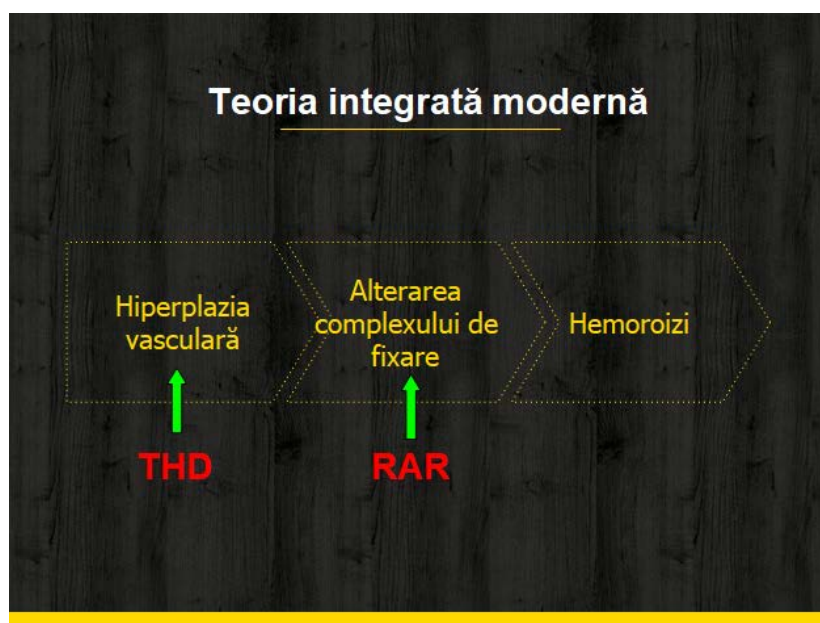 Teoria integrată modernă
Hiperplazia
vasculară
Alterarea
complexului de
fixare
Hemoroizi
THD
RAR